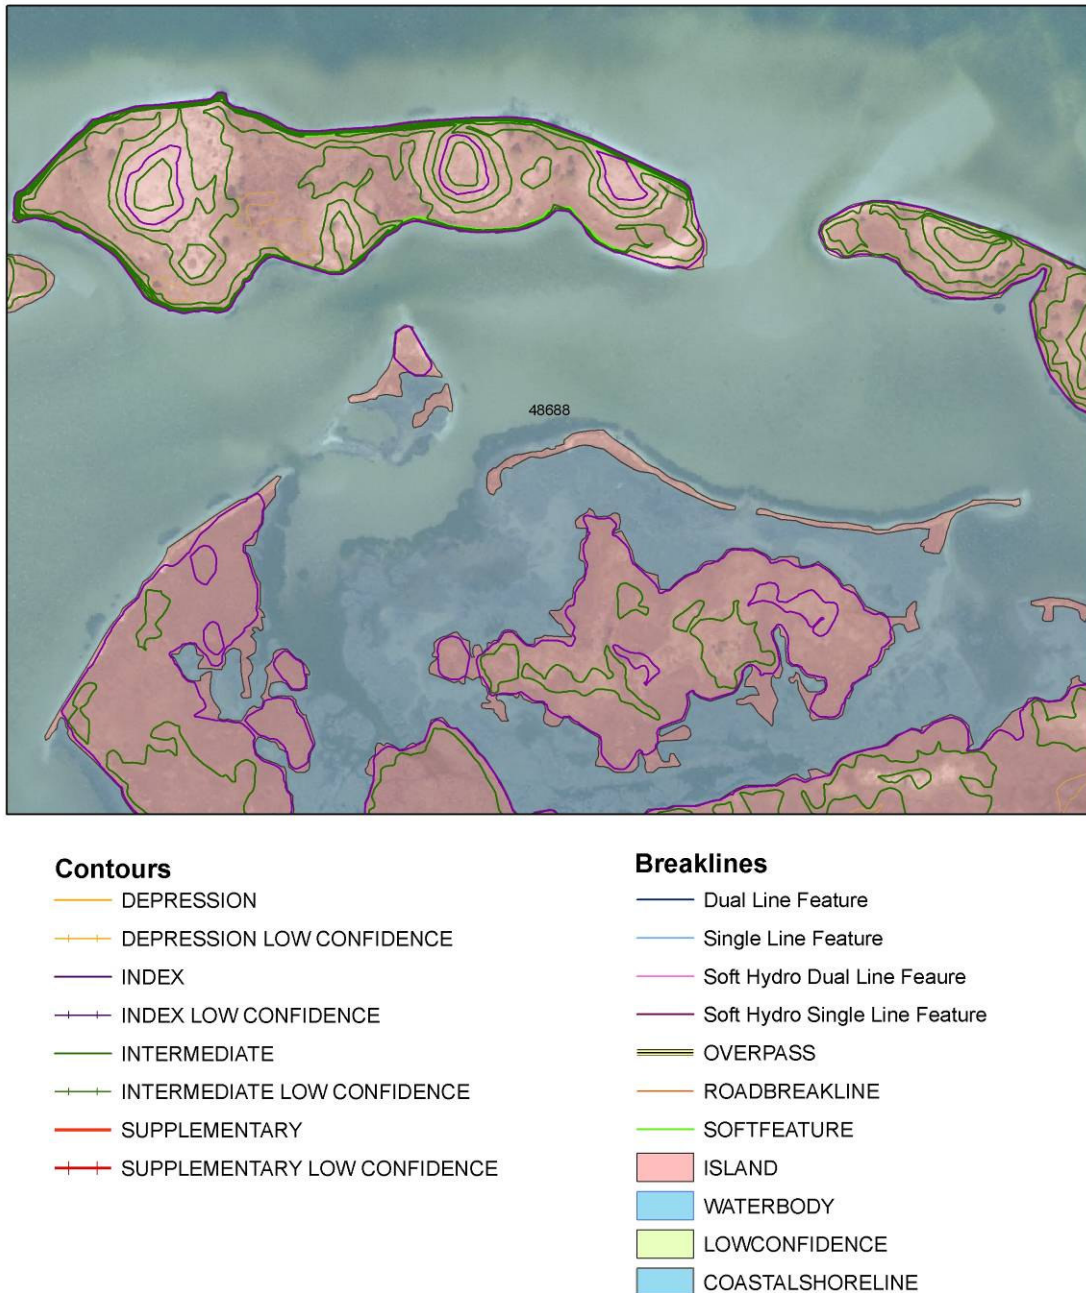 48688
Contours
DEPRESSION
DEPRESSION LOW CONFIDENCE
INDEX
INDEX LOW CONFIDENCE
INTERMEDIATE
INTERMEDIATE LOW CONFIDENCE
SUPPLEMENTARY
SUPPLEMENTARY LOW CONFIDENCE
Breaklines
Dual Line Feature
Single Line Feature
Soft Hydro Dual Line Feaure
Soft Hydro Single Line Feature
OVERPASS
ROADBREAKLINE
SOFTFEATURE
ISLAND
WATERBODY
LOWCONFIDENCE
COASTALSHORELINE